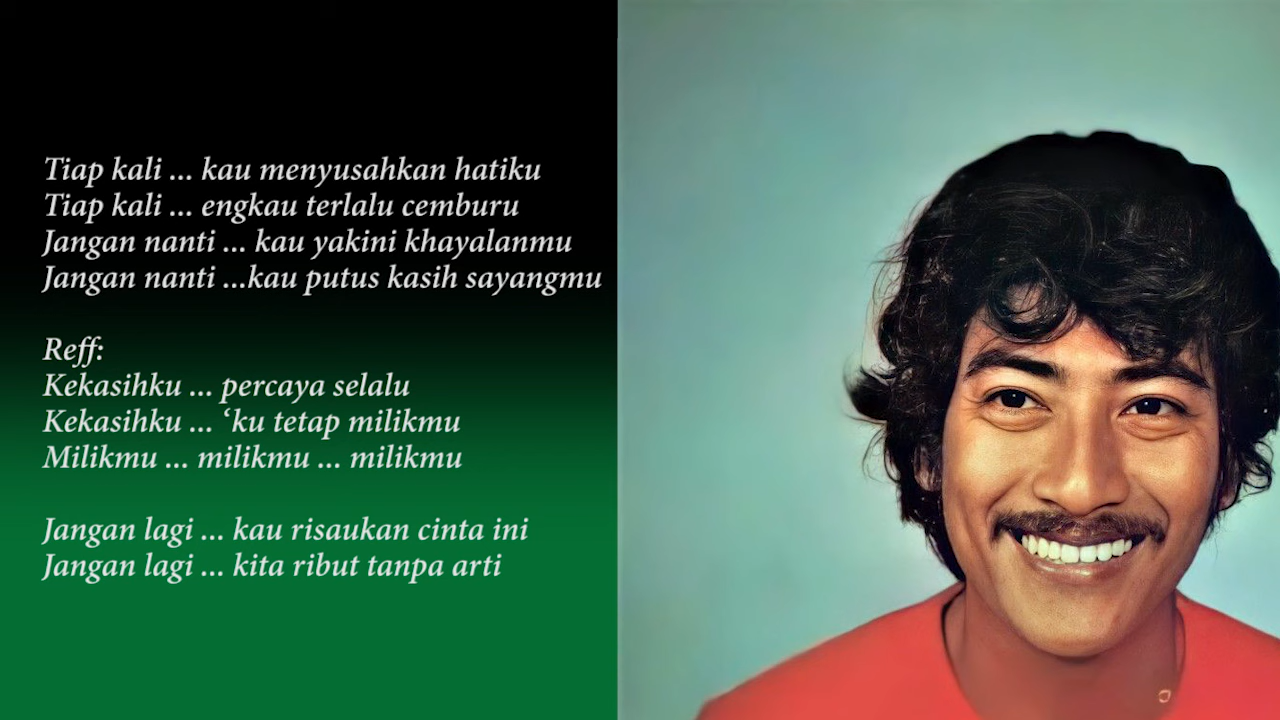 Tiap kali ... kau menyusahkan hatiku
Tiap kali ... engkau terlalu cemburu
Jangan nanti ... kau yakini khayalanmu
Jangan nanti ...kau putus kasih sayangmu
Reff:
Kekasihku ... percaya selalu
Kekasihku ... ‘ku tetap milikmu
Milikmu ... milikmu ... milikmu
Jangan lagi ... kau risaukan cinta ini
Jangan lagi ... kita ribut tanpa arti